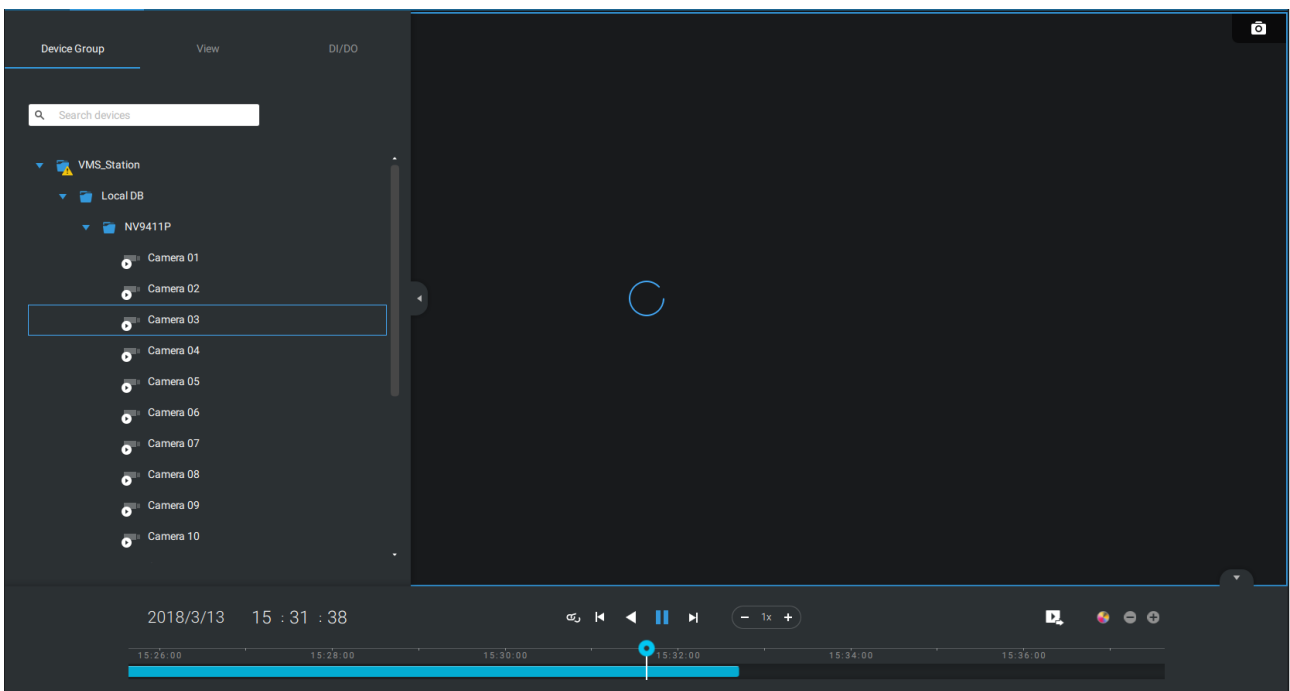 Device Group View DI/DO
Search devices
VMS_Station
Local DB
NV9411P
Camera 01
Camera 02
Camera 03
Camera 04
Camera 05
Camera 06
Camera 07
Camera 08
Camera 09
Camera 10
2018/3/13 15 : 31 : 38 - 1x +
15:26:00 15:28:00 15:30:00 15:32:00 15:34:00 15:36:00